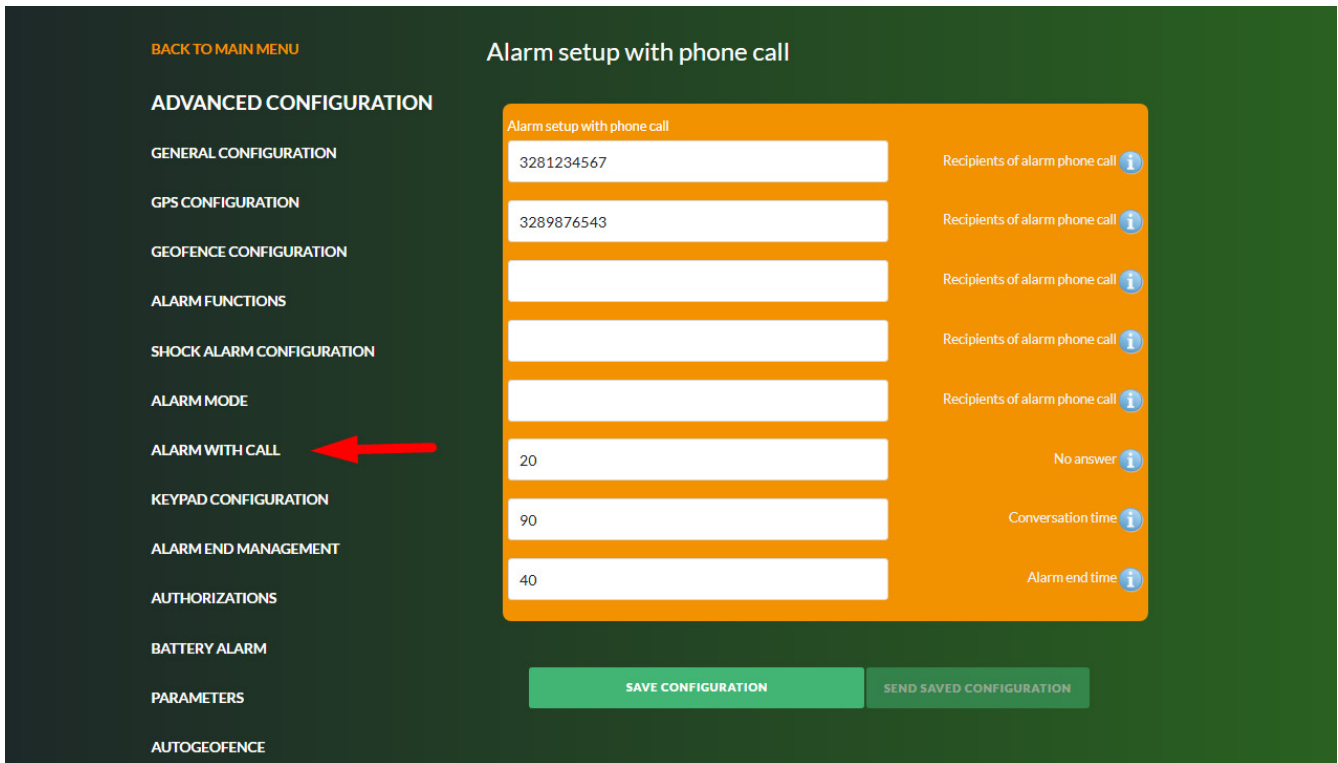 BACK TO MAIN MENU
ADVANCED CONFIGURATION
GENERAL CONFIGURATION
GPS CONFIGURATION
GEOFENCE CONFIGURATION
ALARM FUNCTIONS
SHOCK ALARM CONFIGURATION
ALARM MODE
ALARM WITH CALL
KEYPAD CONFIGURATION
ALARM END MANAGEMENT
AUTHORIZATIONS
BATTERY ALARM
PARAMETERS
AUTOGEOFENCE
Alarm setup with phone call
Alarm setup with phone call
3281234567 Recipients of alarm phone call
3289876543 Recipients of alarm phone call
Recipients of alarm phone call
Recipients of alarm phone call
Recipients of alarm phone call
20 No answer
90 Conversation time
40 Alarm end time
SAVE CONFIGURATION SEND SAVED CONFIGURATION